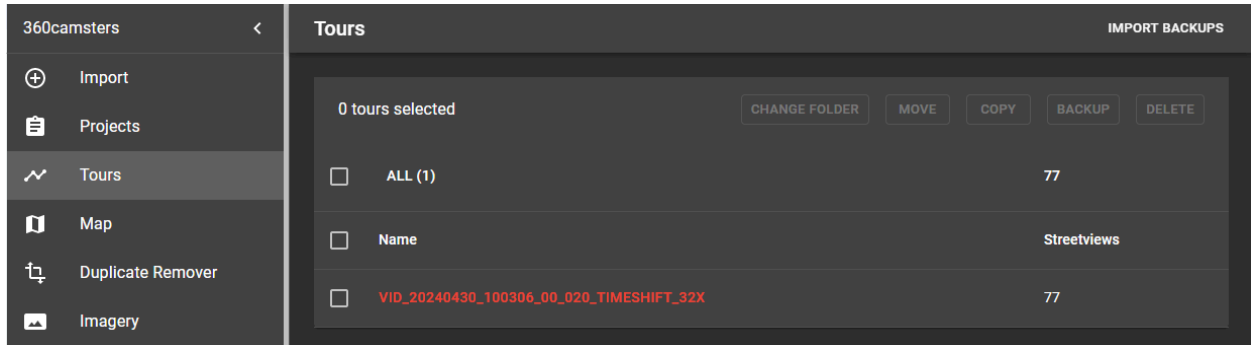 360camsters
Import
Projects
Tours
Map
Duplicate Remover
Imagery
Tours
IMPORT BACKUPS
0 tours selected
CHANGE FOLDER
MOVE
COPY
BACKUP
DELETE
ALL (1)
77
Name
Streetviews
VID_20240430_100306_00_020_TIMESHIFT_32X
77